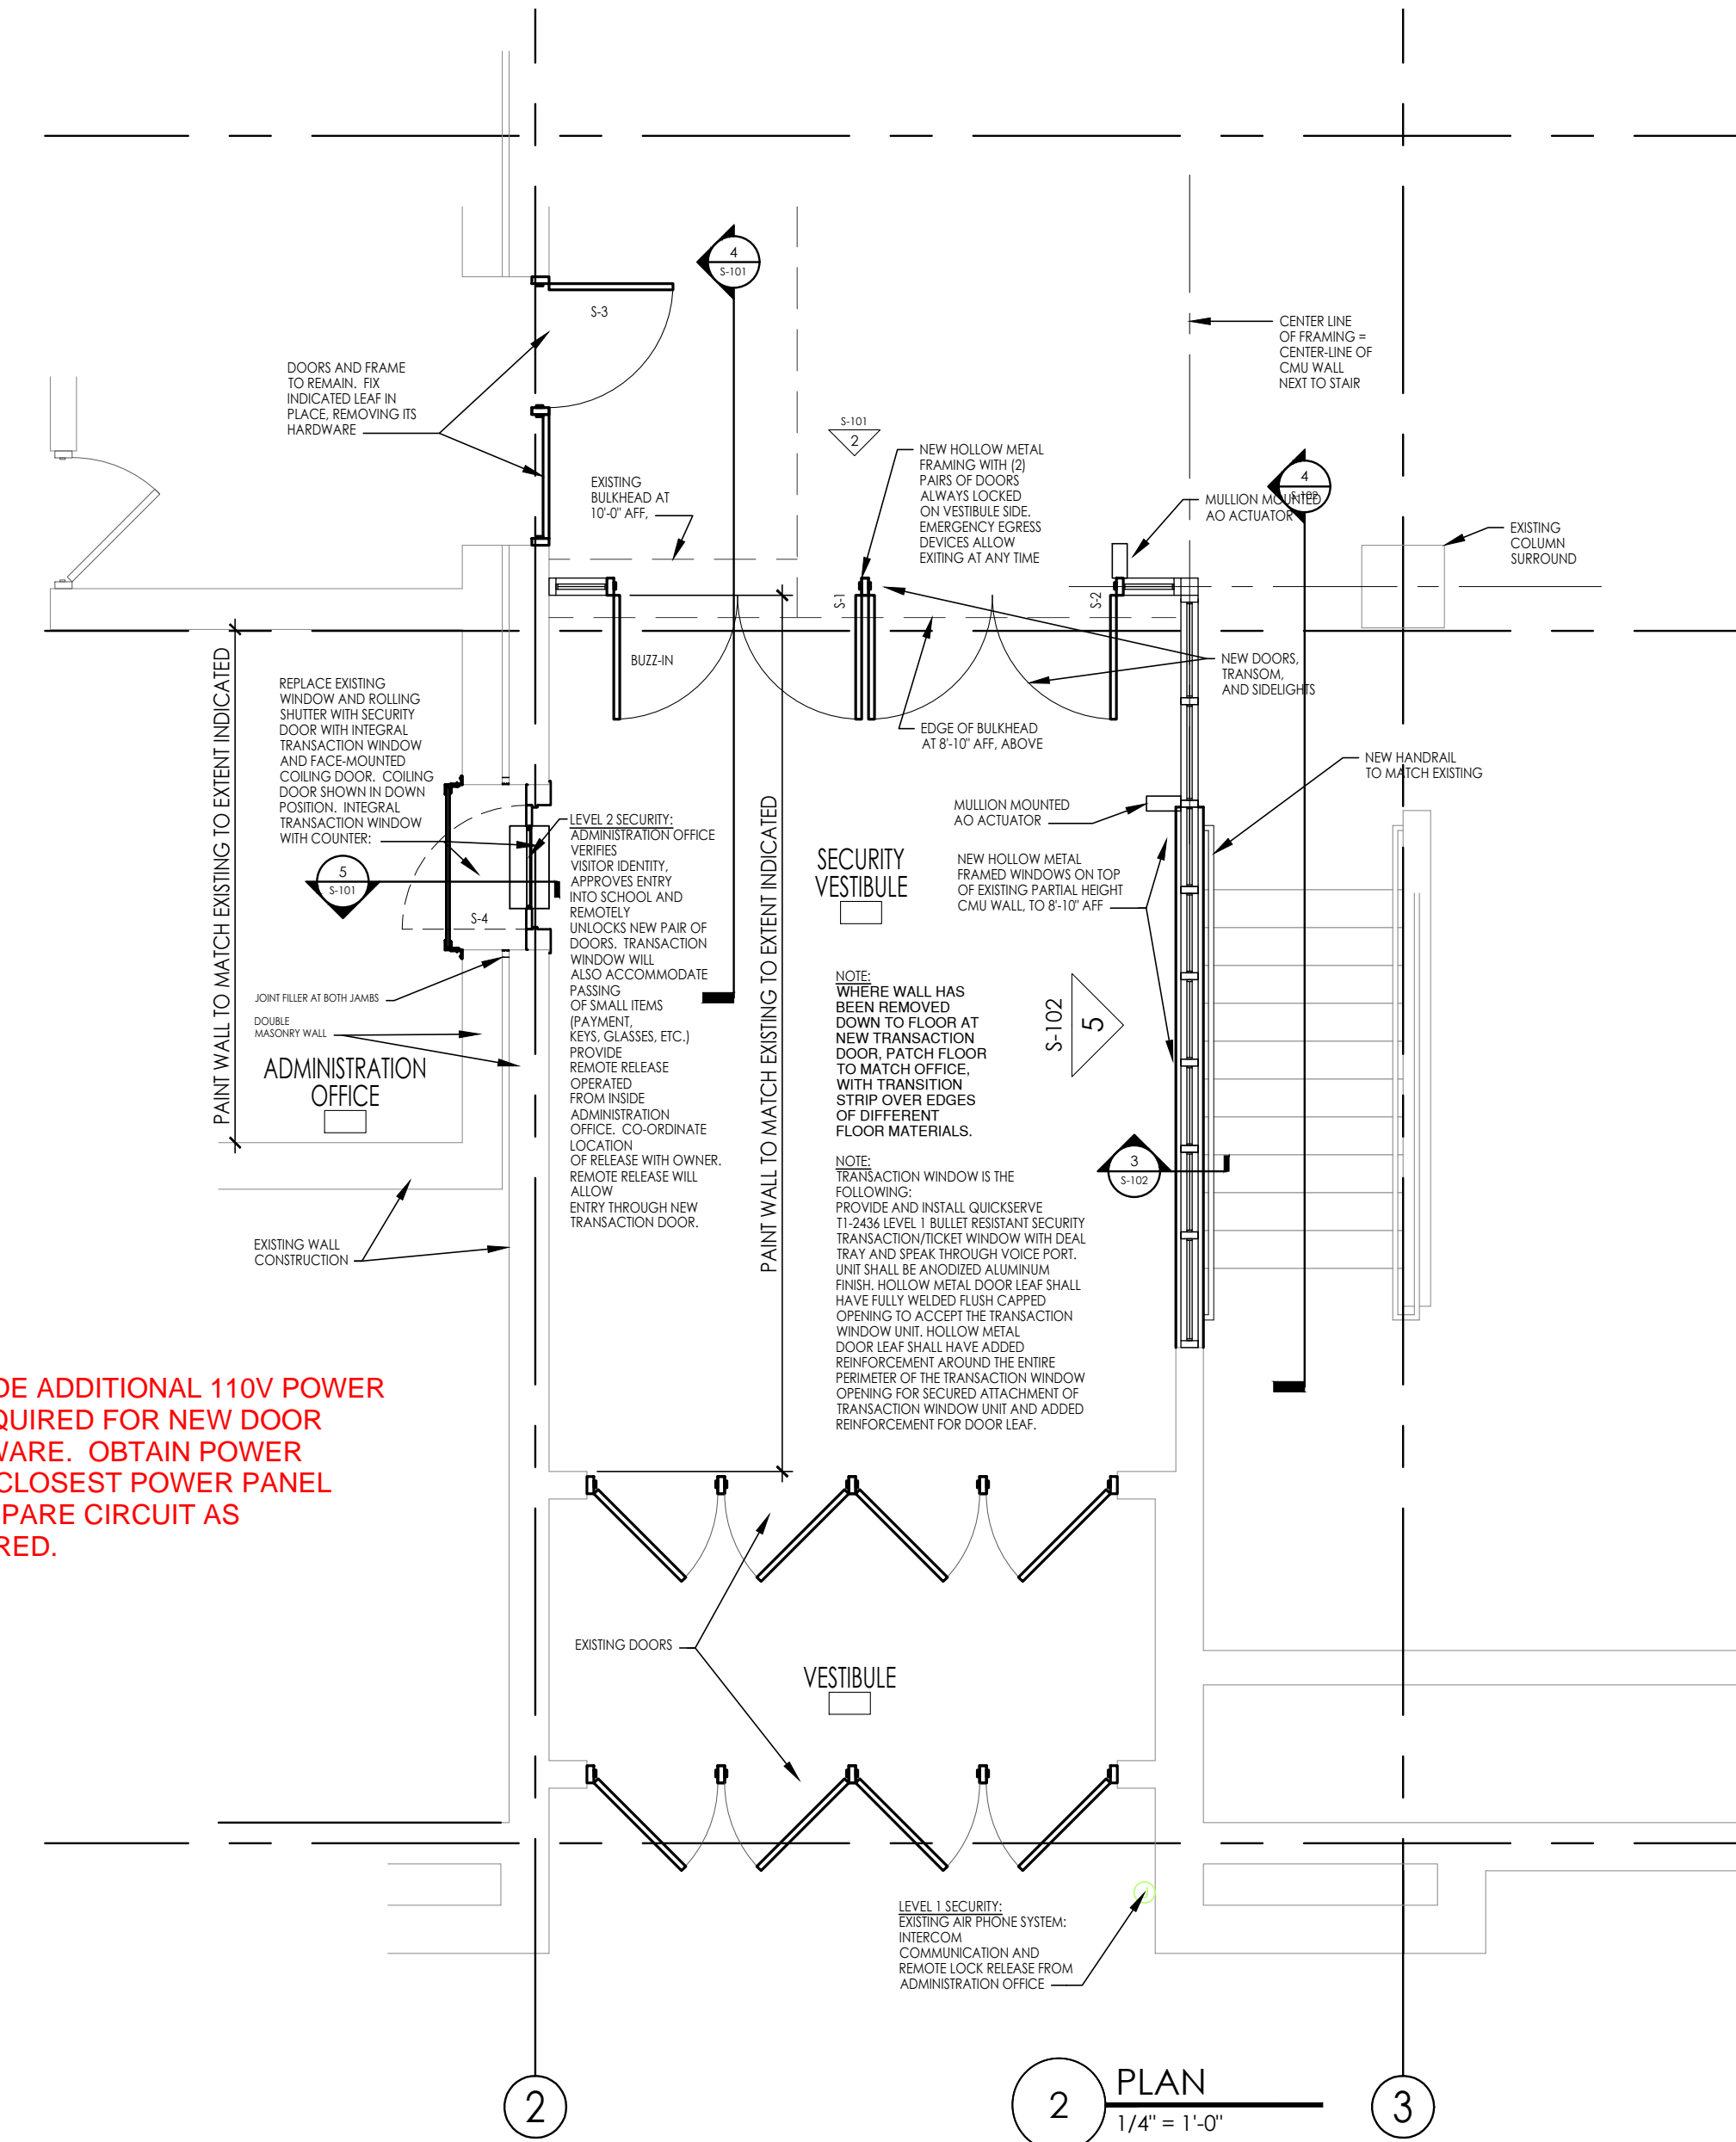 4
S-101
S-3
CENTER LINE
OF FRAMING =
CENTER-LINE OF
CMU WALL
NEXT TO STAIR
DOORS AND FRAME
TO REMAIN. FIX
INDICATED LEAF IN
PLACE, REMOVING ITS
HARDWARE
S-101
2
NEW HOLLOW METAL
FRAMING WITH (2)
PAIRS OF DOORS
ALWAYS LOCKED
ON VESTIBULE SIDE.
EMERGENCY EGRESS
DEVICES ALLOW
EXITING AT ANY TIME
EXISTING
BULKHEAD AT
10'-0" AFF,
4
S-102
MULLION MOUNTED
AO ACTUATOR
EXISTING
COLUMN
SURROUND
S-1
S-2
BUZZ-IN
NEW DOORS,
TRANSOM,
AND SIDELIGHTS
EDGE OF BULKHEAD
AT 8'-10" AFF, ABOVE
PAINT WALL TO MATCH EXISTING TO EXTENT INDICATED
REPLACE EXISTING
WINDOW AND ROLLING
SHUTTER WITH SECURITY
DOOR WITH INTEGRAL
TRANSACTION WINDOW
AND FACE-MOUNTED
COILING DOOR. COILING
DOOR SHOWN IN DOWN
POSITION. INTEGRAL
TRANSACTION WINDOW
WITH COUNTER:
5
S-101
S-4
LEVEL 2 SECURITY:
ADMINISTRATION OFFICE
VERIFIES
VISITOR IDENTITY,
APPROVES ENTRY
INTO SCHOOL AND
REMOTELY
UNLOCKS NEW PAIR OF
DOORS. TRANSACTION
WINDOW WILL
ALSO ACCOMMODATE
PASSING
OF SMALL ITEMS
(PAYMENT,
KEYS, GLASSES, ETC.)
PROVIDE
REMOTE RELEASE
OPERATED
FROM INSIDE
ADMINISTRATION
OFFICE. CO-ORDINATE
LOCATION
OF RELEASE WITH OWNER.
REMOTE RELEASE WILL
ALLOW
ENTRY THROUGH NEW
TRANSACTION DOOR.
PAINT WALL TO MATCH EXISTING TO EXTENT INDICATED
NEW HANDRAIL
TO MATCH EXISTING
MULLION MOUNTED
AO ACTUATOR
SECURITY
VESTIBULE
NEW HOLLOW METAL
FRAMED WINDOWS ON TOP
OF EXISTING PARTIAL HEIGHT
CMU WALL, TO 8'-10" AFF
JOINT FILLER AT BOTH JAMBS
DOUBLE
MASONRY WALL
ADMINISTRATION
OFFICE
NOTE:
WHERE WALL HAS
BEEN REMOVED
DOWN TO FLOOR AT
NEW TRANSACTION
DOOR, PATCH FLOOR
TO MATCH OFFICE,
WITH TRANSITION
STRIP OVER EDGES
OF DIFFERENT
FLOOR MATERIALS.
S-102
5
3
S-102
NOTE:
TRANSACTION WINDOW IS THE
FOLLOWING:
PROVIDE AND INSTALL QUICKSERVE
T1-2436 LEVEL 1 BULLET RESISTANT SECURITY
TRANSACTION/TICKET WINDOW WITH DEAL
TRAY AND SPEAK THROUGH VOICE PORT.
UNIT SHALL BE ANODIZED ALUMINUM
FINISH. HOLLOW METAL DOOR LEAF SHALL
HAVE FULLY WELDED FLUSH CAPPED
OPENING TO ACCEPT THE TRANSACTION
WINDOW UNIT. HOLLOW METAL
DOOR LEAF SHALL HAVE ADDED
REINFORCEMENT AROUND THE ENTIRE
PERIMETER OF THE TRANSACTION WINDOW
OPENING FOR SECURED ATTACHMENT OF
TRANSACTION WINDOW UNIT AND ADDED
REINFORCEMENT FOR DOOR LEAF.
EXISTING WALL
CONSTRUCTION
DE ADDITIONAL 110V POWER
QUIRED FOR NEW DOOR
WARE. OBTAIN POWER
CLOSEST POWER PANEL
PARE CIRCUIT AS
RED.
EXISTING DOORS
VESTIBULE
LEVEL 1 SECURITY:
EXISTING AIR PHONE SYSTEM:
INTERCOM
COMMUNICATION AND
REMOTE LOCK RELEASE FROM
ADMINISTRATION OFFICE
2
2
PLAN
1/4" = 1'-0"
3